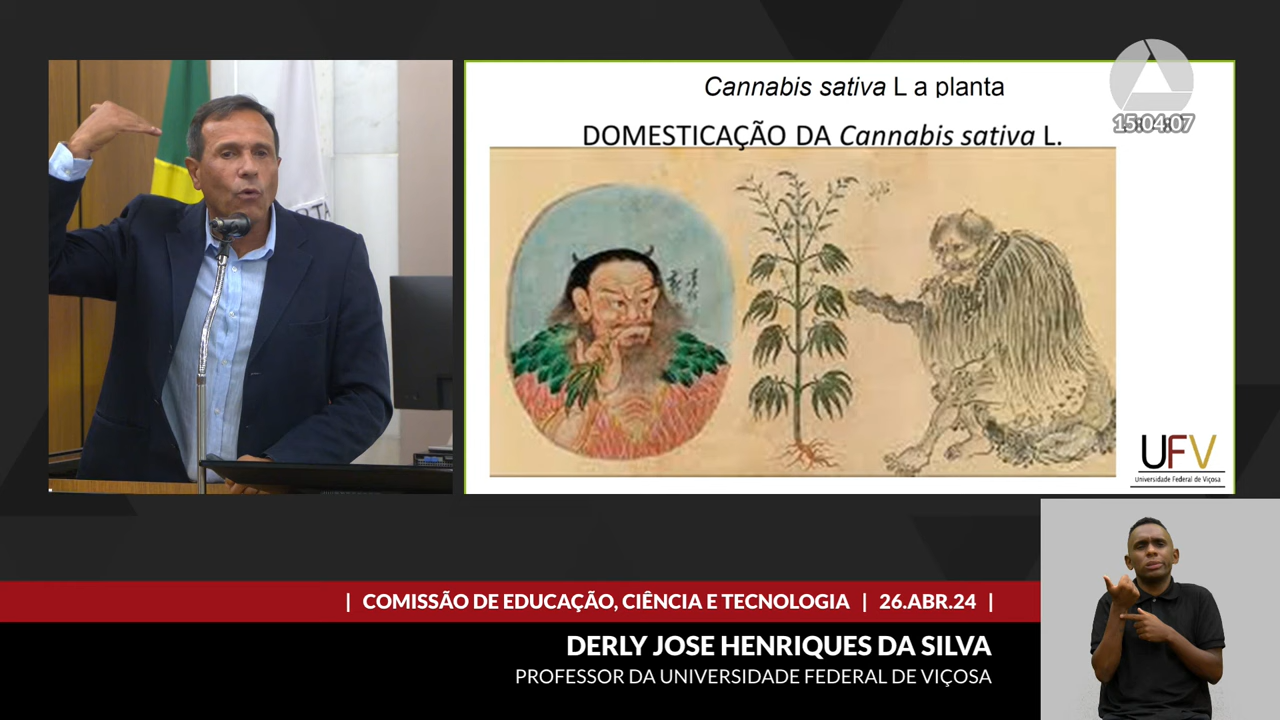 Cannabis sativa L a planta
15:04:07
DOMESTICAÇÃO DA Cannabis sativa L.
UFV
Universidade Federal de Viçosa
| COMISSÃO DE EDUCAÇÃO, CIÊNCIA E TECNOLOGIA | 26.ABR.24 |
DERLY JOSE HENRIQUES DA SILVA
PROFESSOR DA UNIVERSIDADE FEDERAL DE VIÇOSA